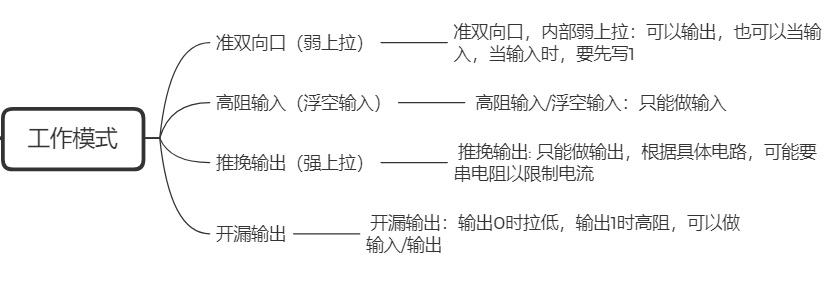 工作模式
准双向口（弱上拉）
准双向口，内部弱上拉：可以输出，也可以当输
入，当输入时，要先写1
高阻输入（浮空输入）
高阻输入/浮空输入：只能做输入
推挽输出（强上拉）
推挽输出: 只能做输出，根据具体电路，可能要
串电阻以限制电流
开漏输出
开漏输出：输出0时拉低，输出1时高阻，可以做
输入/输出